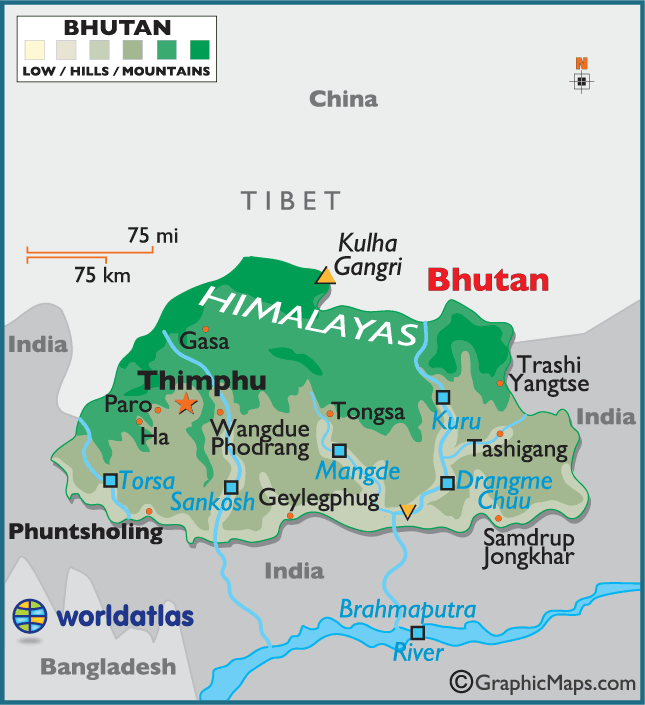 BHUTAN
LOW / HILLS / MOUNTAINS
N
China
TIBET
75 mi
75 km
Kulha
Gangri
Bhutan
HIMALAYAS
India
Gasa
Thimphu
Trashi
Yangtse
Paro
Ha
Wangdue
Phodrang
Tongsa
Kuru
India
Tashigang
Mangde
Torsa
Sankosh
Geylegphug
Drangme
Chuu
Phuntsholing
Samdrup
Jongkhar
India
Brahmaputra
River
worldatlas
Bangladesh
©GraphicMaps.com